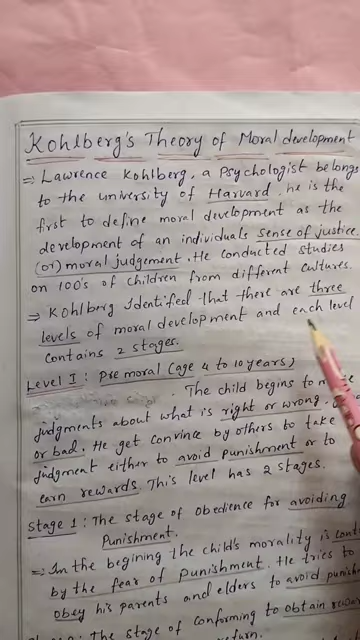 Kohlberg's Theory of Moral development
⇒ Lawrence Kohlberg, a Psychologist belongs
to the university of Harvard. he is the
first to define moral development as the
development of an individuals sense of justice
(or) moral judgement. He conducted studies
on 100's of children from different cultures.
⇒ Kohlberg Identified that there are three
levels of moral development and each level
contains 2 stages.
Level I : Pre moral (age 4 to 10 years)
The child begins to
judgments about what is right or wrong.
or bad. He get convince by others to take
judgment either to avoid punishment or to
earn rewards. This level has 2 stages.
Stage 1 : The stage of obedience for avoiding
Punishment.
⇒ In the begining the child's morality is
by the fear of Punishment. He tries to
obey his parents and elders to avoid
: The stage of conforming to obtain